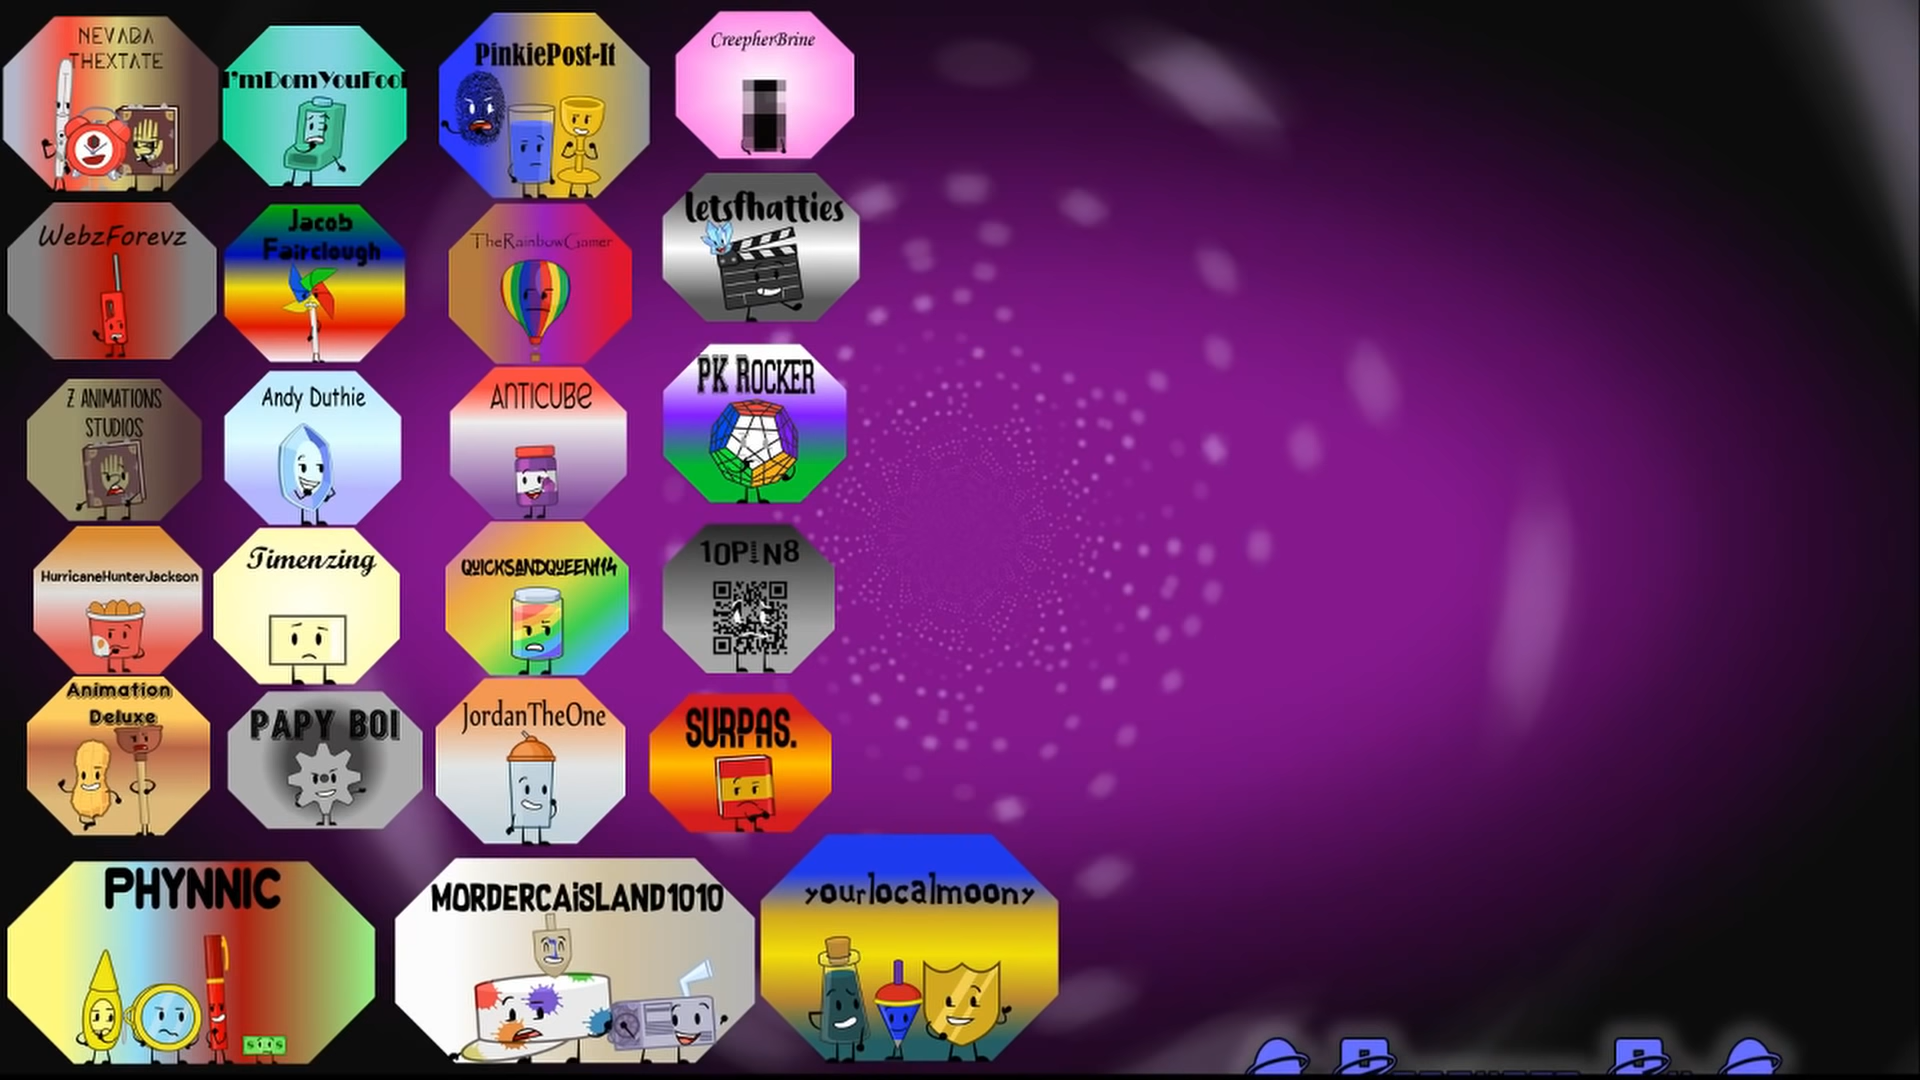 NEVADA
THEXTATE
I'mDomYouFool
PinkiePost-It
CreepherBrine
WebzForevz
Jacob
Fairclough
TheRainbowGamer
letsfhatties
Z ANIMATIONS
STUDIOS
Andy Duthie
ANTICUBE
PK ROCKER
HurricaneHunterJackson
Timenzing
QUICKSANDQUEEN114
10P!N8
Animation
Deluxe
PAPY BOI
JordanTheOne
SURPAS.
PHYNNIC
MORDERCAiSLAND1010
yourlocalmoony